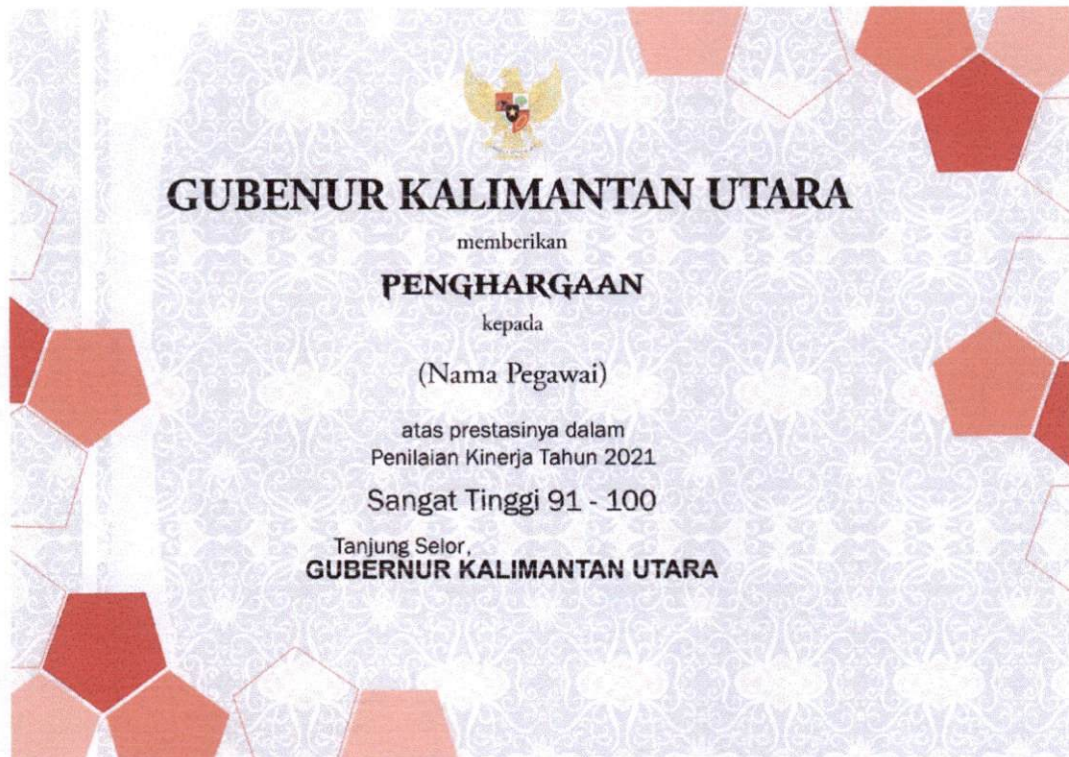 GUBENUR KALIMANTAN UTARA
memberikan
PENGHARGAAN
kepada
(Nama Pegawai)
atas prestasinya dalam
Penilaian Kinerja Tahun 2021
Sangat Tinggi 91 - 100
Tanjung Selor,
GUBERNUR KALIMANTAN UTARA